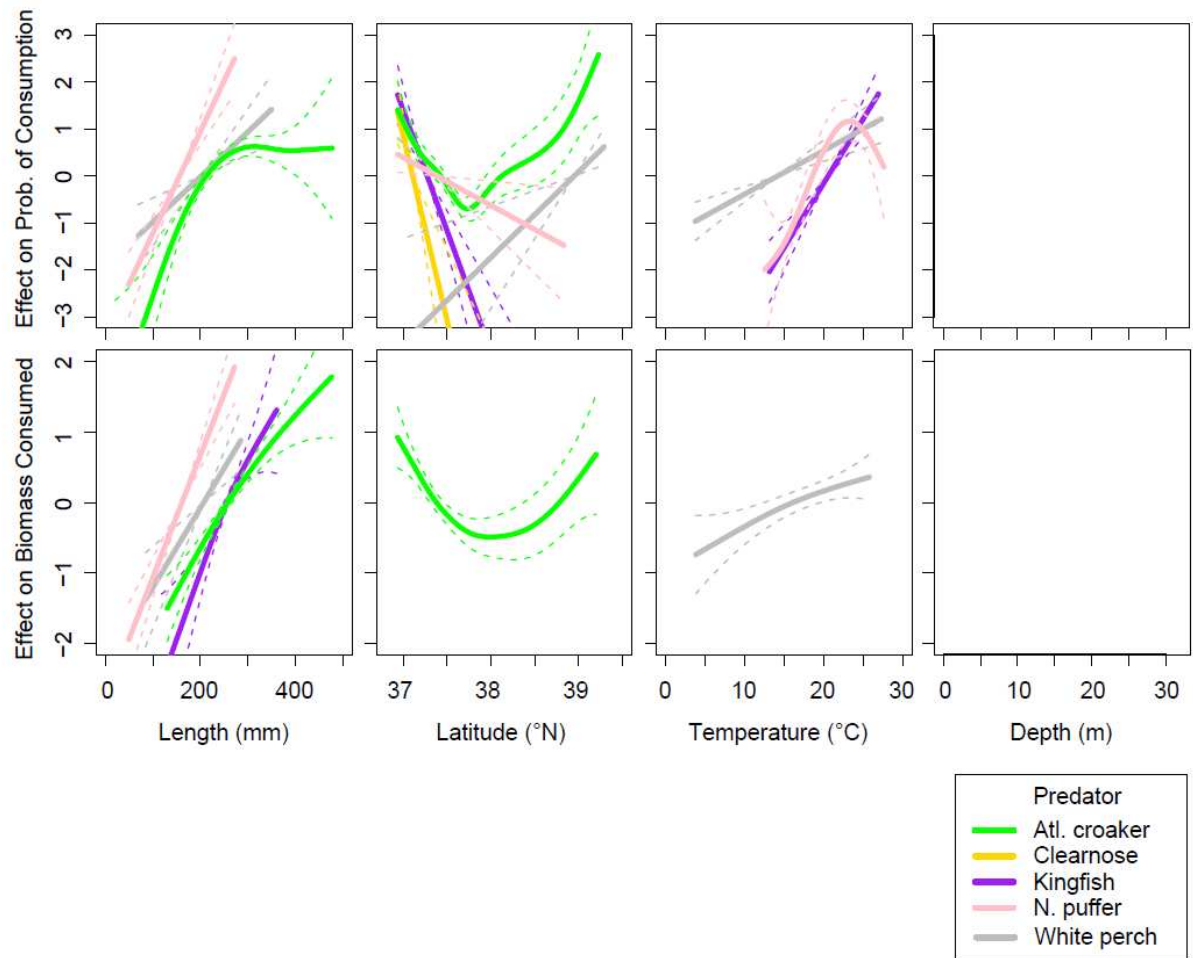 Effect on Prob. of Consumption
3
2
1
0
−1
−2
−3
Effect on Biomass Consumed
2
1
0
−1
−2
0 200 400
37 38 39
0 10 20 30
0 10 20 30
Length (mm)
Latitude (°N)
Temperature (°C)
Depth (m)
Predator
Atl. croaker
Clearnose
Kingfish
N. puffer
White perch